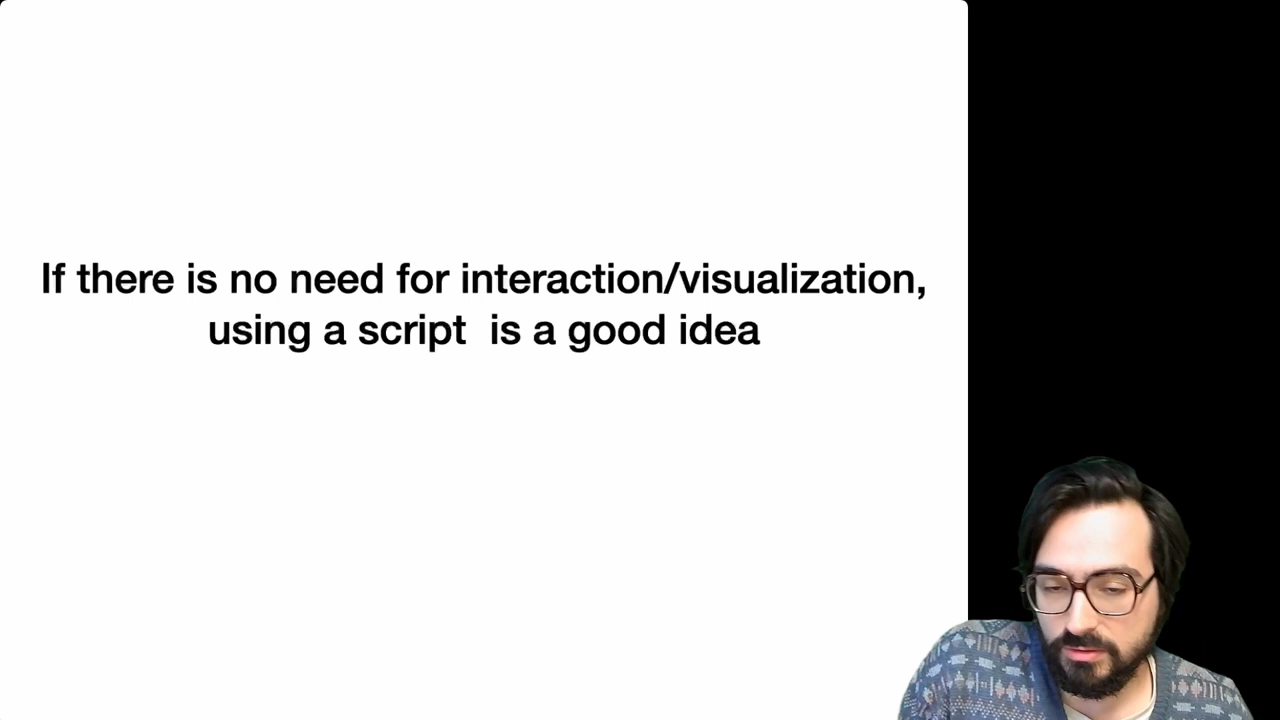 If there is no need for interaction/visualization,
using a script  is a good idea